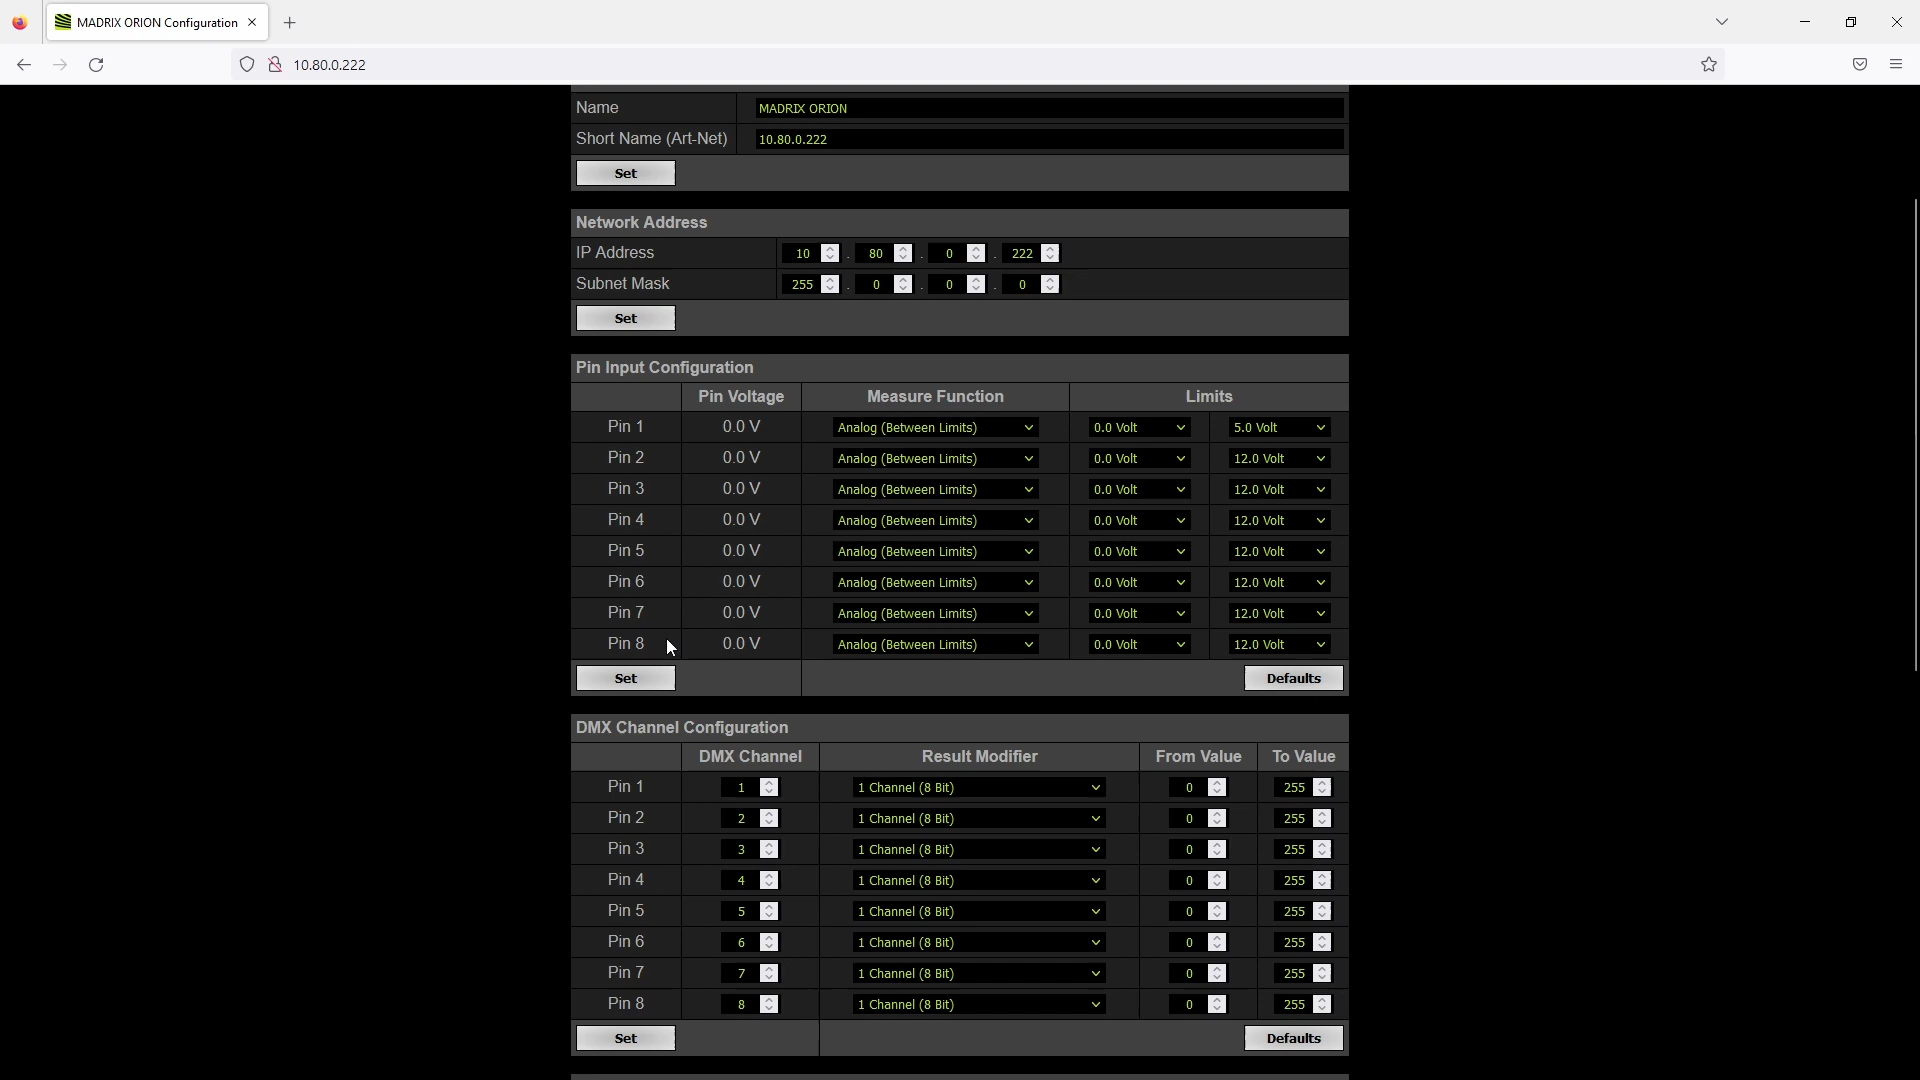 MADRIX ORION Configuration
10.80.0.222
Name MADRIX ORION
Short Name (Art-Net) 10.80.0.222
Set
Network Address
IP Address 10 . 80 . 0 . 222
Subnet Mask 255 . 0 . 0 . 0
Set
Pin Input Configuration
Pin Voltage Measure Function Limits
Pin 1 0.0 V Analog (Between Limits) 0.0 Volt 5.0 Volt
Pin 2 0.0 V Analog (Between Limits) 0.0 Volt 12.0 Volt
Pin 3 0.0 V Analog (Between Limits) 0.0 Volt 12.0 Volt
Pin 4 0.0 V Analog (Between Limits) 0.0 Volt 12.0 Volt
Pin 5 0.0 V Analog (Between Limits) 0.0 Volt 12.0 Volt
Pin 6 0.0 V Analog (Between Limits) 0.0 Volt 12.0 Volt
Pin 7 0.0 V Analog (Between Limits) 0.0 Volt 12.0 Volt
Pin 8 0.0 V Analog (Between Limits) 0.0 Volt 12.0 Volt
Set Defaults
DMX Channel Configuration
DMX Channel Result Modifier From Value To Value
Pin 1 1 1 Channel (8 Bit) 0 255
Pin 2 2 1 Channel (8 Bit) 0 255
Pin 3 3 1 Channel (8 Bit) 0 255
Pin 4 4 1 Channel (8 Bit) 0 255
Pin 5 5 1 Channel (8 Bit) 0 255
Pin 6 6 1 Channel (8 Bit) 0 255
Pin 7 7 1 Channel (8 Bit) 0 255
Pin 8 8 1 Channel (8 Bit) 0 255
Set Defaults